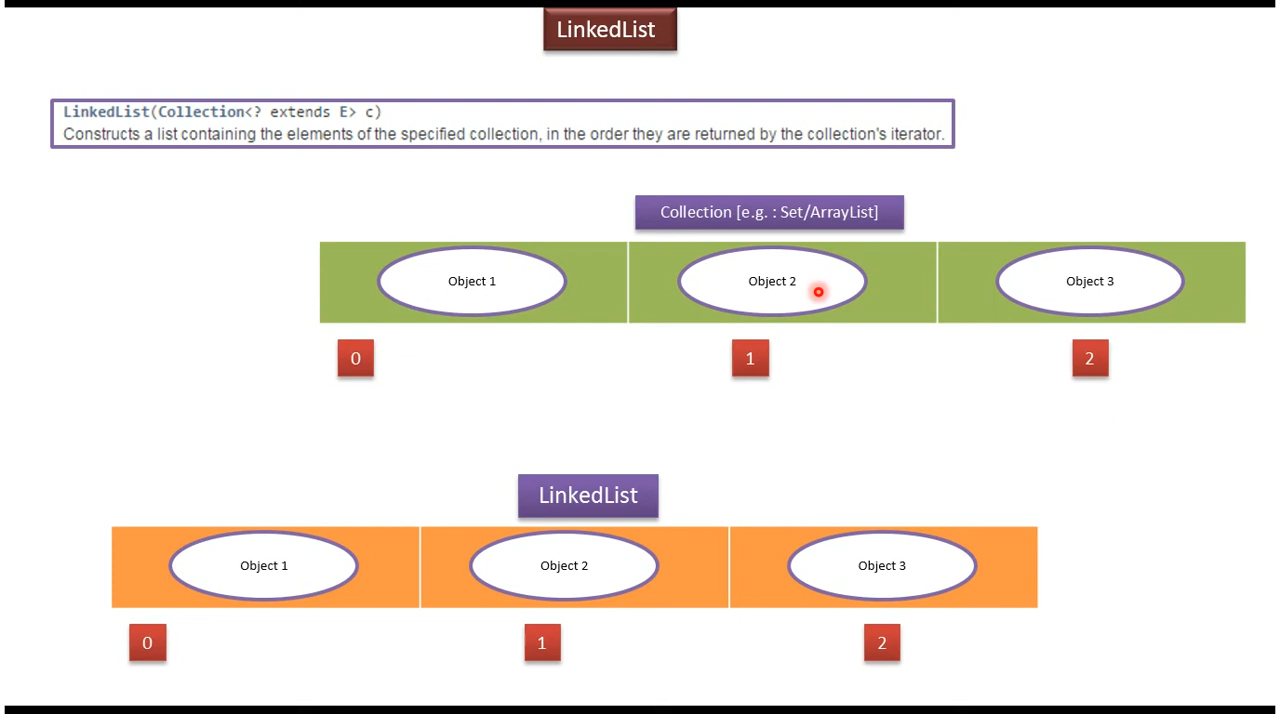 LinkedList
LinkedList(Collection<? extends E> c)
Constructs a list containing the elements of the specified collection, in the order they are returned by the collection's iterator.
Collection [e.g. : Set/ArrayList]
Object 1
Object 2
Object 3
0
1
2
LinkedList
Object 1
Object 2
Object 3
0
1
2